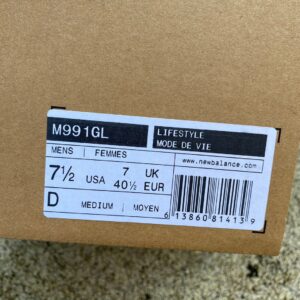 M991GL
LIFESTYLE
MODE DE VIE
MENS | FEMMES
www.newbalance.com
7½ USA 7 UK
40½ EUR
D MEDIUM | MOYEN
6 13860 81413 9